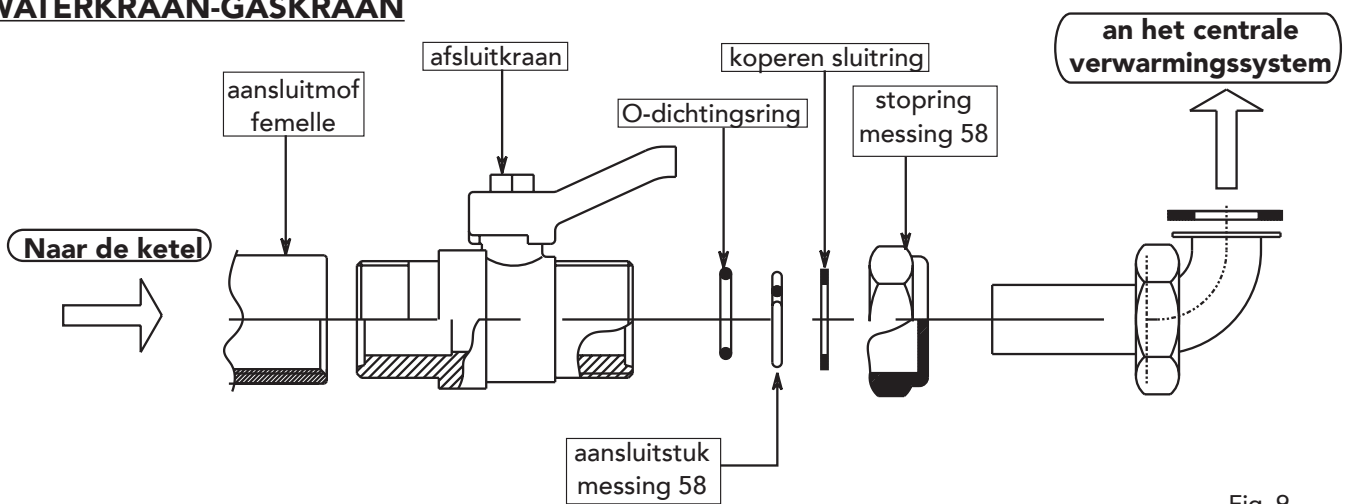 WATERKRAAN-GASKRAAN
an het centrale
verwarmingssystem
afsluitkraan
koperen sluitring
aansluitmof
femelle
stopring
messing 58
O-dichtingsring
Naar de ketel
aansluitstuk
messing 58
Fig. 9